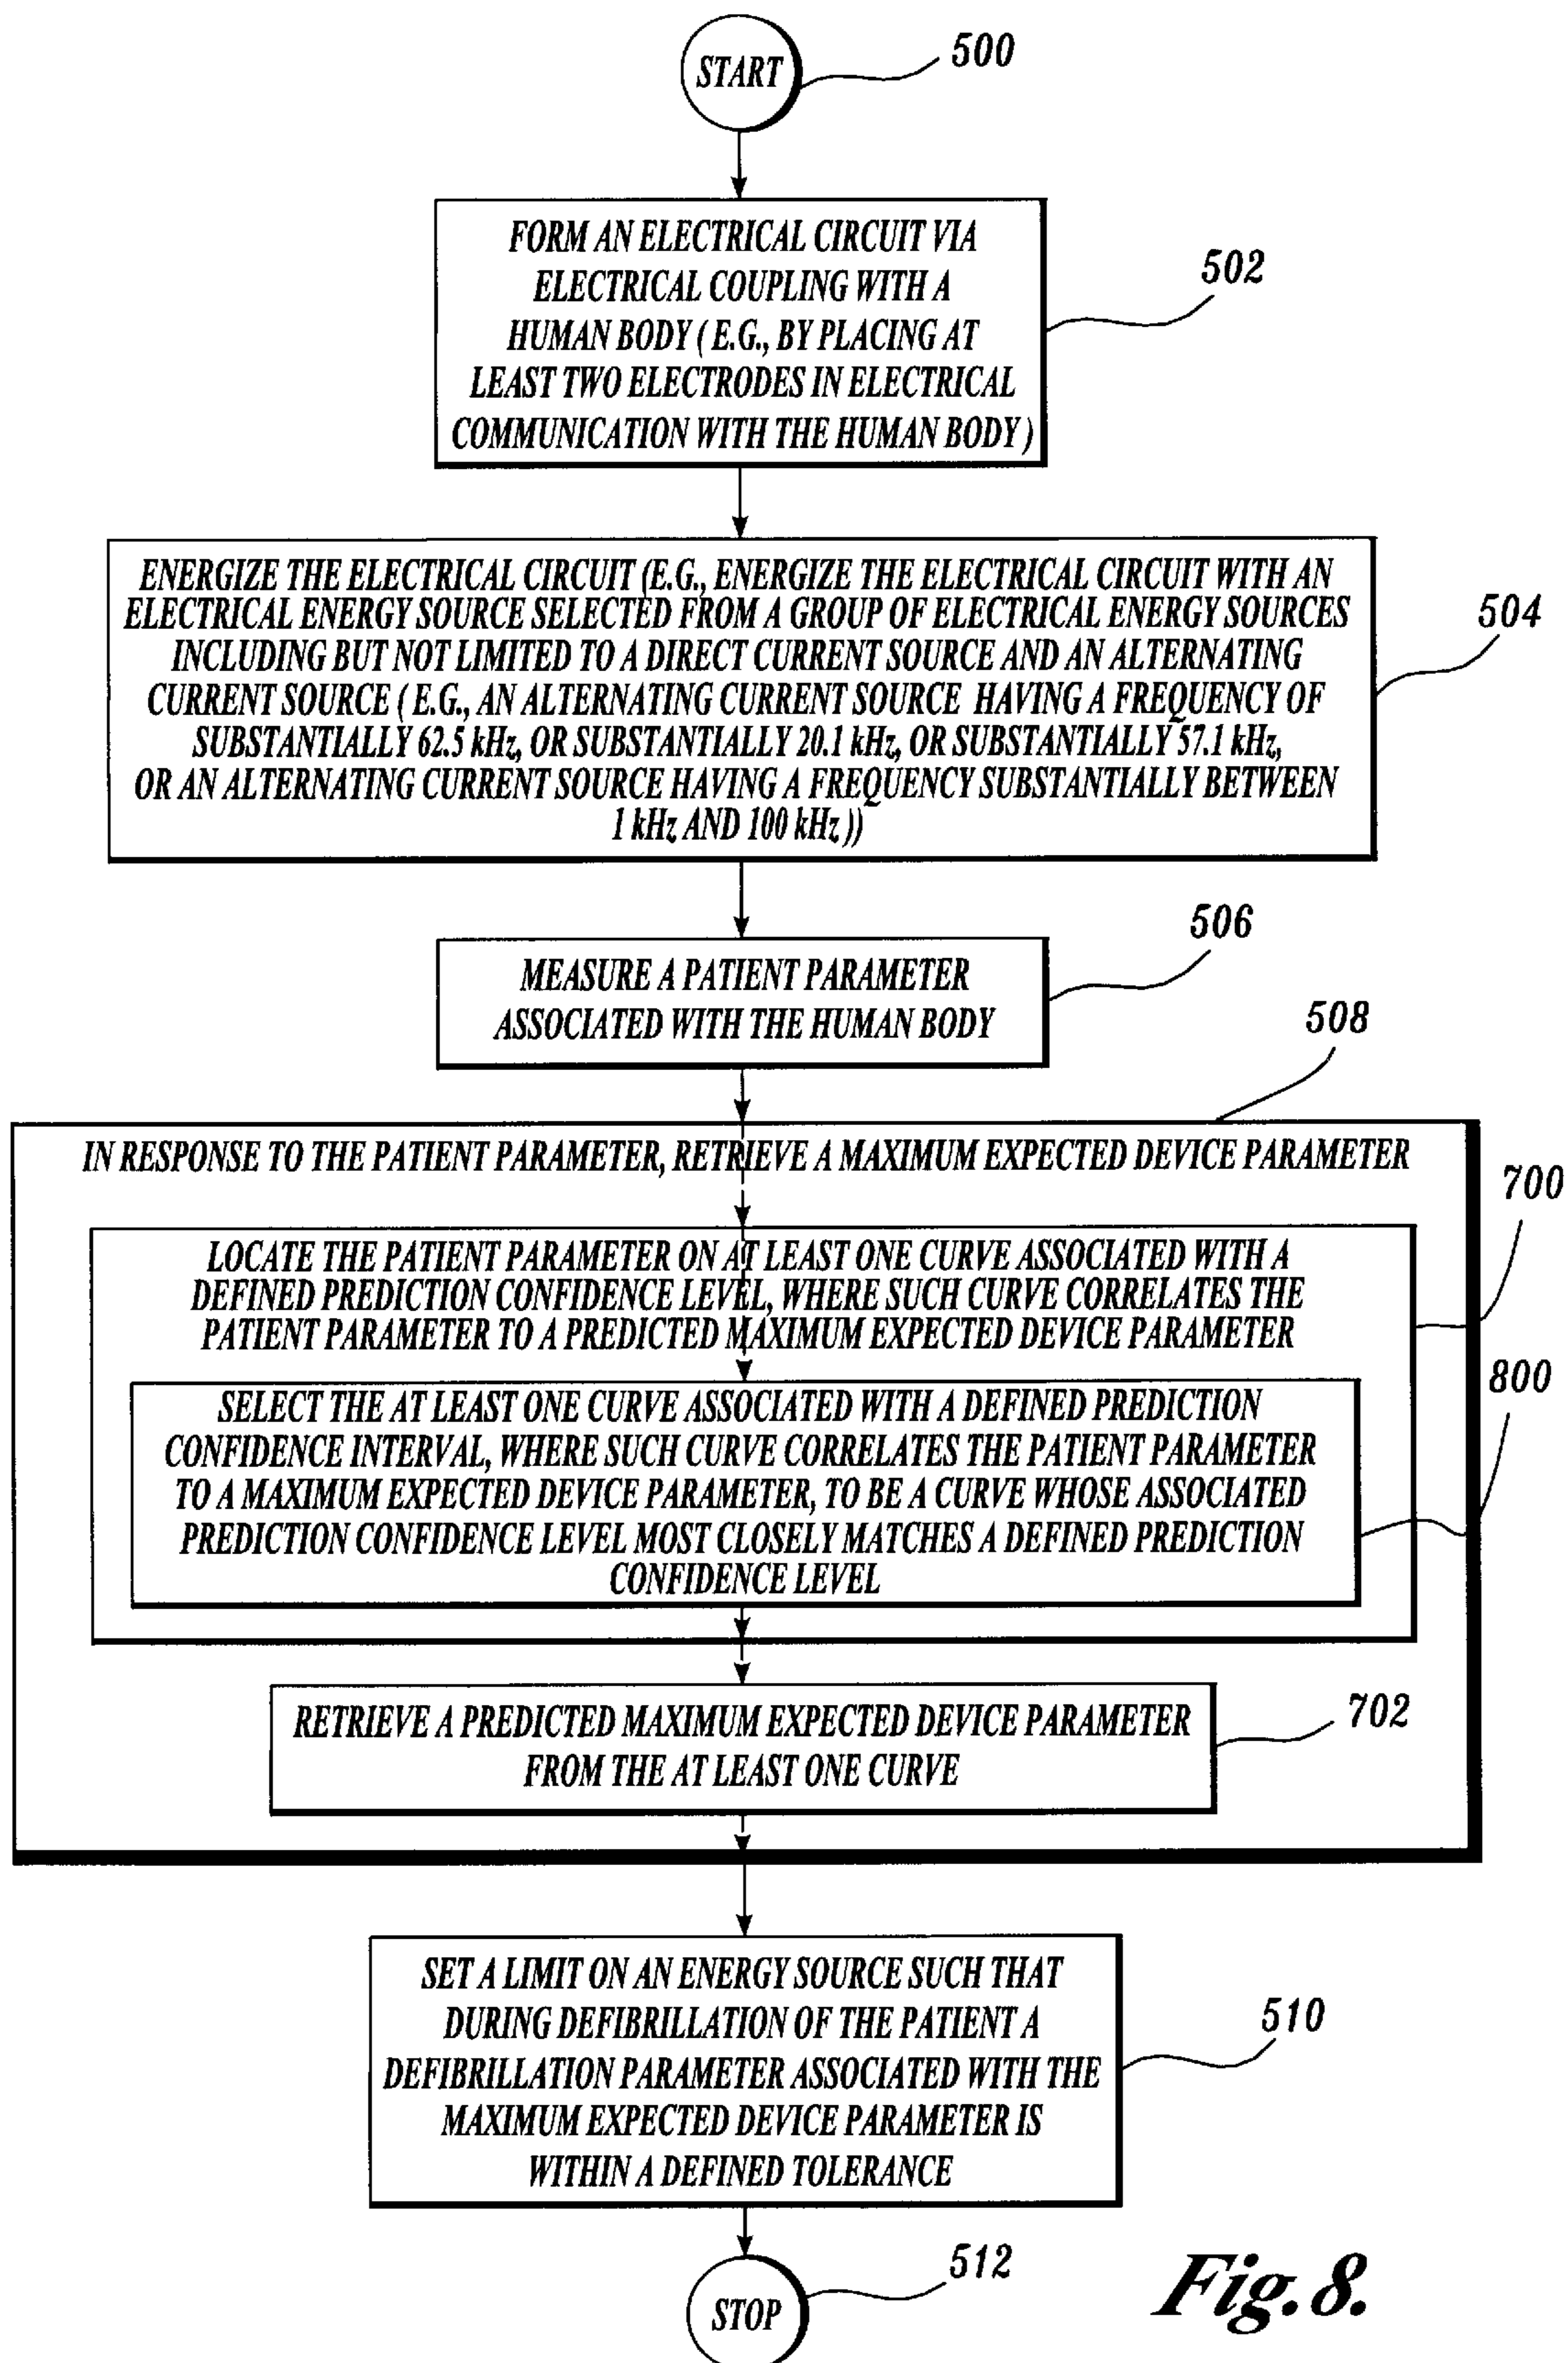 START
500
FORM AN ELECTRICAL CIRCUIT VIA
ELECTRICAL COUPLING WITH A
HUMAN BODY ( E.G., BY PLACING AT
LEAST TWO ELECTRODES IN ELECTRICAL
COMMUNICATION WITH THE HUMAN BODY )
502
ENERGIZE THE ELECTRICAL CIRCUIT (E.G., ENERGIZE THE ELECTRICAL CIRCUIT WITH AN
ELECTRICAL ENERGY SOURCE SELECTED FROM A GROUP OF ELECTRICAL ENERGY SOURCES
INCLUDING BUT NOT LIMITED TO A DIRECT CURRENT SOURCE AND AN ALTERNATING
CURRENT SOURCE ( E.G., AN ALTERNATING CURRENT SOURCE HAVING A FREQUENCY OF
SUBSTANTIALLY 62.5 kHz, OR SUBSTANTIALLY 20.1 kHz, OR SUBSTANTIALLY 57.1 kHz,
OR AN ALTERNATING CURRENT SOURCE HAVING A FREQUENCY SUBSTANTIALLY BETWEEN
1 kHz AND 100 kHz ))
504
MEASURE A PATIENT PARAMETER
ASSOCIATED WITH THE HUMAN BODY
506
508
IN RESPONSE TO THE PATIENT PARAMETER, RETRIEVE A MAXIMUM EXPECTED DEVICE PARAMETER
700
LOCATE THE PATIENT PARAMETER ON AT LEAST ONE CURVE ASSOCIATED WITH A
DEFINED PREDICTION CONFIDENCE LEVEL, WHERE SUCH CURVE CORRELATES THE
PATIENT PARAMETER TO A PREDICTED MAXIMUM EXPECTED DEVICE PARAMETER
800
SELECT THE AT LEAST ONE CURVE ASSOCIATED WITH A DEFINED PREDICTION
CONFIDENCE INTERVAL, WHERE SUCH CURVE CORRELATES THE PATIENT PARAMETER
TO A MAXIMUM EXPECTED DEVICE PARAMETER, TO BE A CURVE WHOSE ASSOCIATED
PREDICTION CONFIDENCE LEVEL MOST CLOSELY MATCHES A DEFINED PREDICTION
CONFIDENCE LEVEL
RETRIEVE A PREDICTED MAXIMUM EXPECTED DEVICE PARAMETER
FROM THE AT LEAST ONE CURVE
702
SET A LIMIT ON AN ENERGY SOURCE SUCH THAT
DURING DEFIBRILLATION OF THE PATIENT A
DEFIBRILLATION PARAMETER ASSOCIATED WITH THE
MAXIMUM EXPECTED DEVICE PARAMETER IS
WITHIN A DEFINED TOLERANCE
510
STOP
512
Fig. 8.